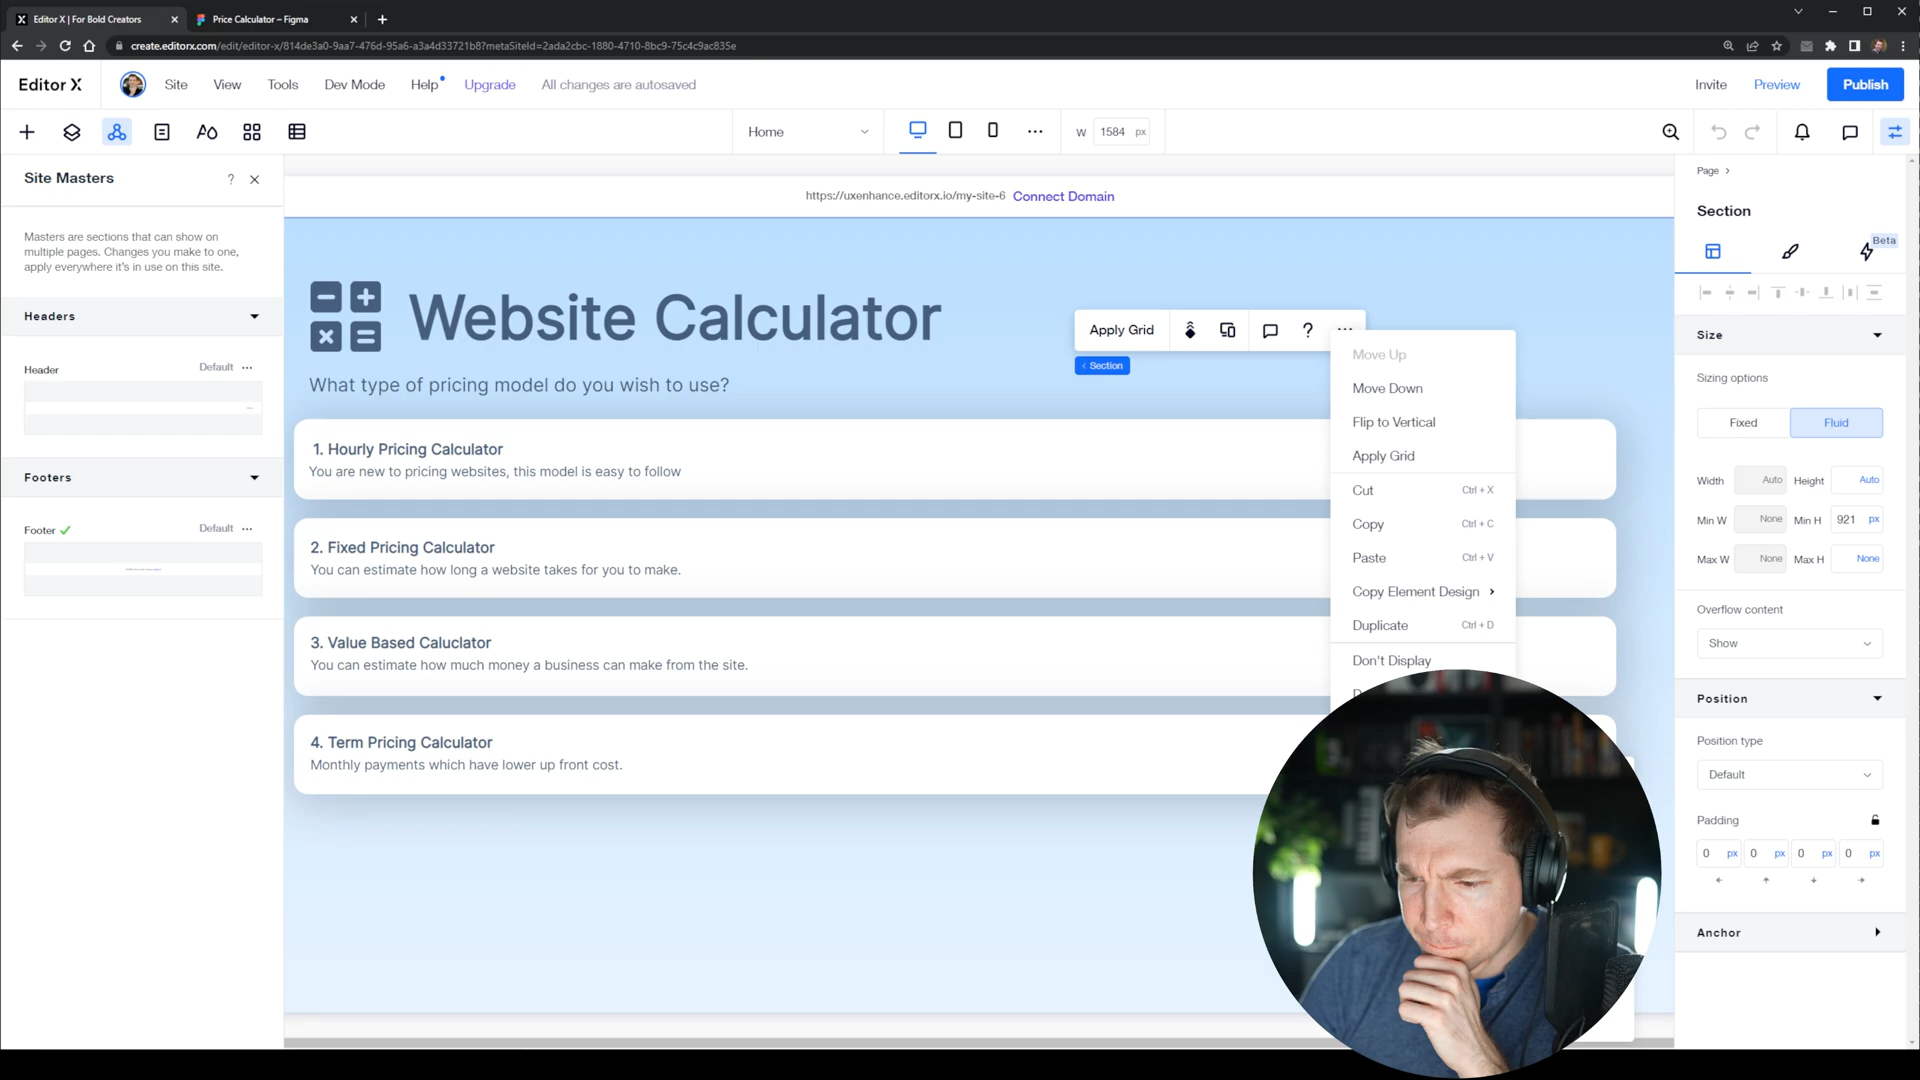 Editor X | For Bold Creators
Price Calculator – Figma
create.editorx.com/edit/editor-x/814de3a0-9aa7-476d-95a6-a3a4d33721b8?metaSiteId=2ada2cbc-1880-4710-8bc9-75c4c9ac835e
Editor X
Site
View
Tools
Dev Mode
Help
Upgrade
All changes are autosaved
Invite
Preview
Publish
Home
W
1584
px
Site Masters
?
Masters are sections that can show on
multiple pages. Changes you make to one,
apply everywhere it's in use on this site.
Headers
Header
Default
Footers
Footer
Default
https://uxenhance.editorx.io/my-site-6
Connect Domain
Website Calculator
What type of pricing model do you wish to use?
1. Hourly Pricing Calculator
You are new to pricing websites, this model is easy to follow
2. Fixed Pricing Calculator
You can estimate how long a website takes for you to make.
3. Value Based Caluclator
You can estimate how much money a business can make from the site.
4. Term Pricing Calculator
Monthly payments which have lower up front cost.
Apply Grid
?
Section
Move Up
Move Down
Flip to Vertical
Apply Grid
Cut Ctrl + X
Copy Ctrl + C
Paste Ctrl + V
Copy Element Design
Duplicate Ctrl + D
Don't Display
Page
Section
Beta
Size
Sizing options
Fixed
Fluid
Width Auto Height Auto
Min W None Min H 921 px
Max W None Max H None
Overflow content
Show
Position
Position type
Default
Padding
0 px 0 px 0 px 0 px
Anchor